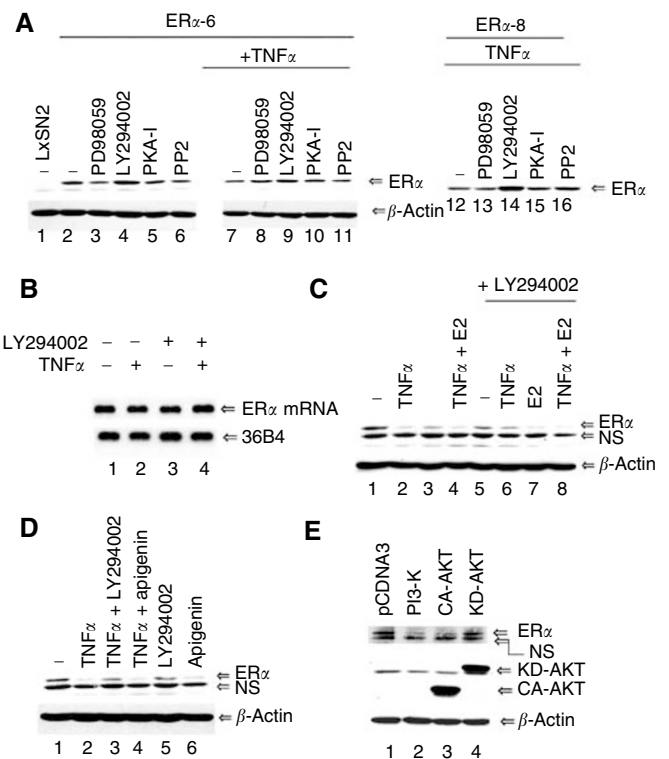 A
ERα-6
+TNFα
ERα-8
TNFα
– LxSN2
–
PD98059
LY294002
PKA-I
PP2
–
PD98059
LY294002
PKA-I
PP2
–
PD98059
LY294002
PKA-I
PP2
⇐ ERα
⇐ ERα
⇐β-Actin
1 2 3 4 5 6 7 8 9 10 11
12 13 14 15 16
B
LY294002 – – + +
TNFα – + – +
⇐ ERα mRNA
⇐ 36B4
1 2 3 4
C
+ LY294002
–
TNFα
TNFα + E2
–
TNFα
E2
TNFα + E2
⇐ ERα
⇐ NS
⇐ β-Actin
1 2 3 4 5 6 7 8
D
–
TNFα
TNFα + LY294002
TNFα + apigenin
LY294002
Apigenin
⇐ ERα
⇐ NS
⇐ β-Actin
1 2 3 4 5 6
E
pCDNA3
PI3-K
CA-AKT
KD-AKT
⇐ ERα
⇐ NS
⇐ KD-AKT
⇐ CA-AKT
⇐ β-Actin
1 2 3 4